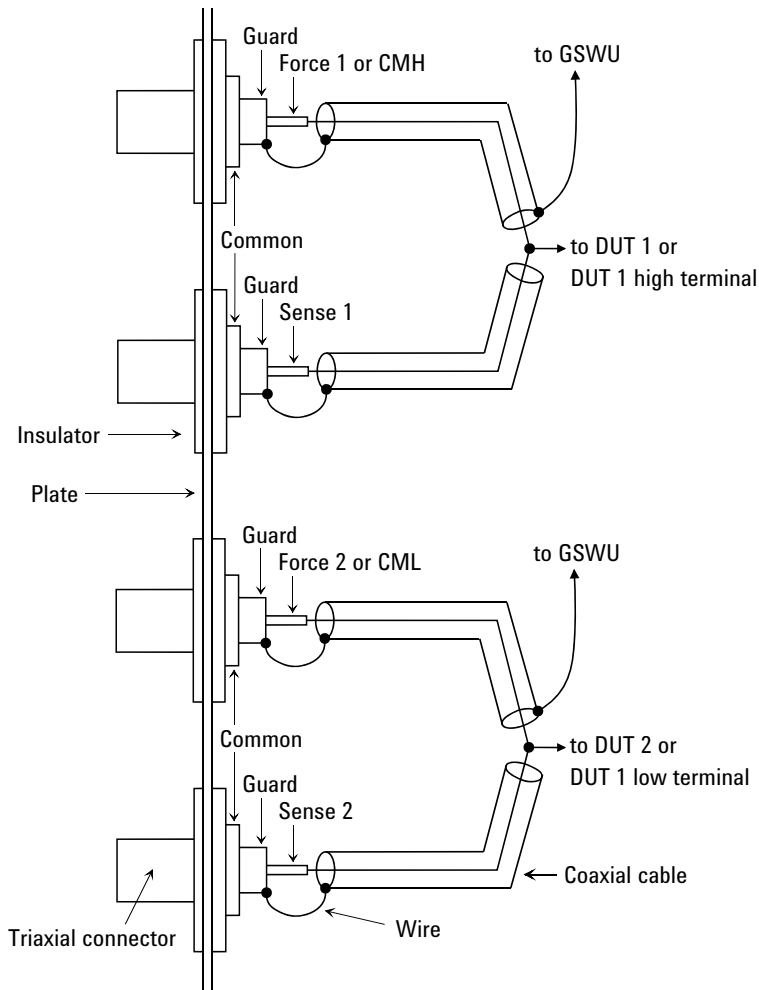 Guard
Force 1 or CMH
to GSWU
Common
to DUT 1 or
DUT 1 high terminal
Guard
Sense 1
Insulator
Plate
Guard
Force 2 or CML
to GSWU
Common
to DUT 2 or
DUT 1 low terminal
Guard
Sense 2
Coaxial cable
Wire
Triaxial connector